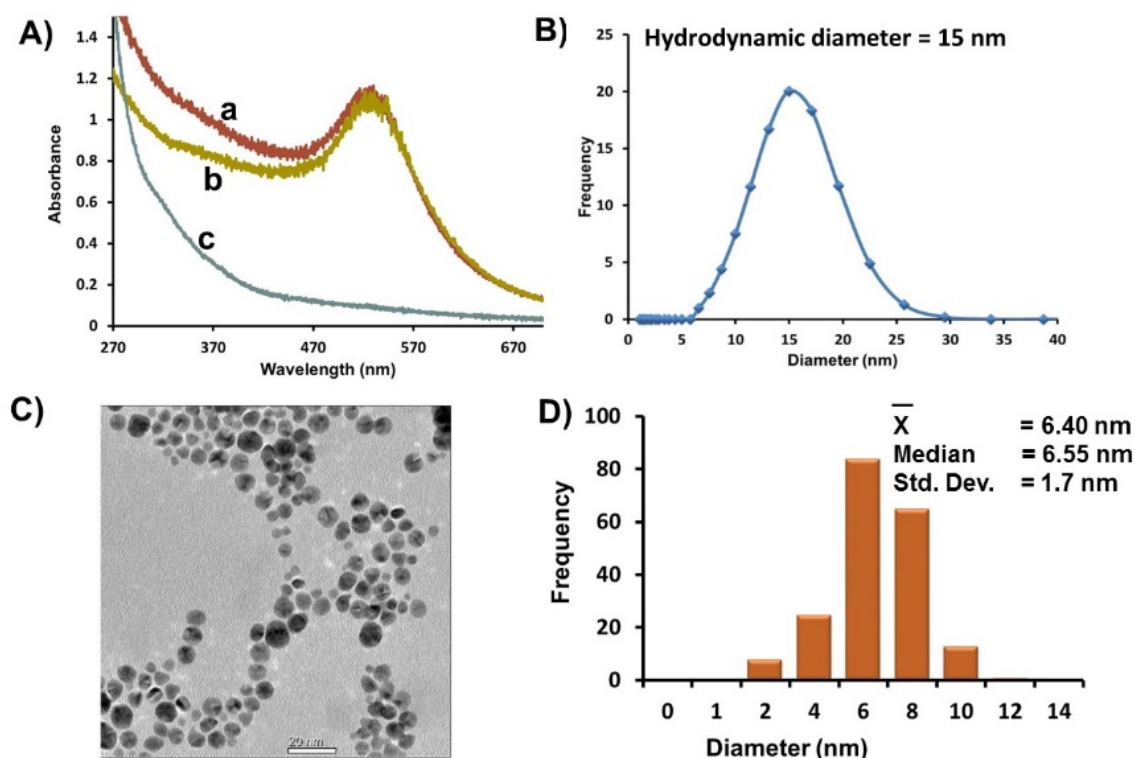 A)
1.4
1.2
1
0.8
0.6
0.4
0.2
0
Absorbance
a
b
c
270 370 470 570 670
Wavelength (nm)
B)
Hydrodynamic diameter = 15 nm
25
20
15
10
5
0
Frequency
0 5 10 15 20 25 30 35 40
Diameter (nm)
C)
20 nm
D)
X = 6.40 nm
Median = 6.55 nm
Std. Dev. = 1.7 nm
100
80
60
40
20
0
Frequency
0 1 2 4 6 8 10 12 14
Diameter (nm)